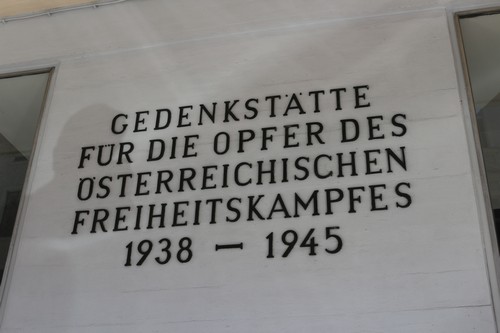 GEDENKSTÄTTE
FÜR DIE OPFER DES
ÖSTERREICHISCHEN
FREIHEITSKAMPFES
1938 – 1945